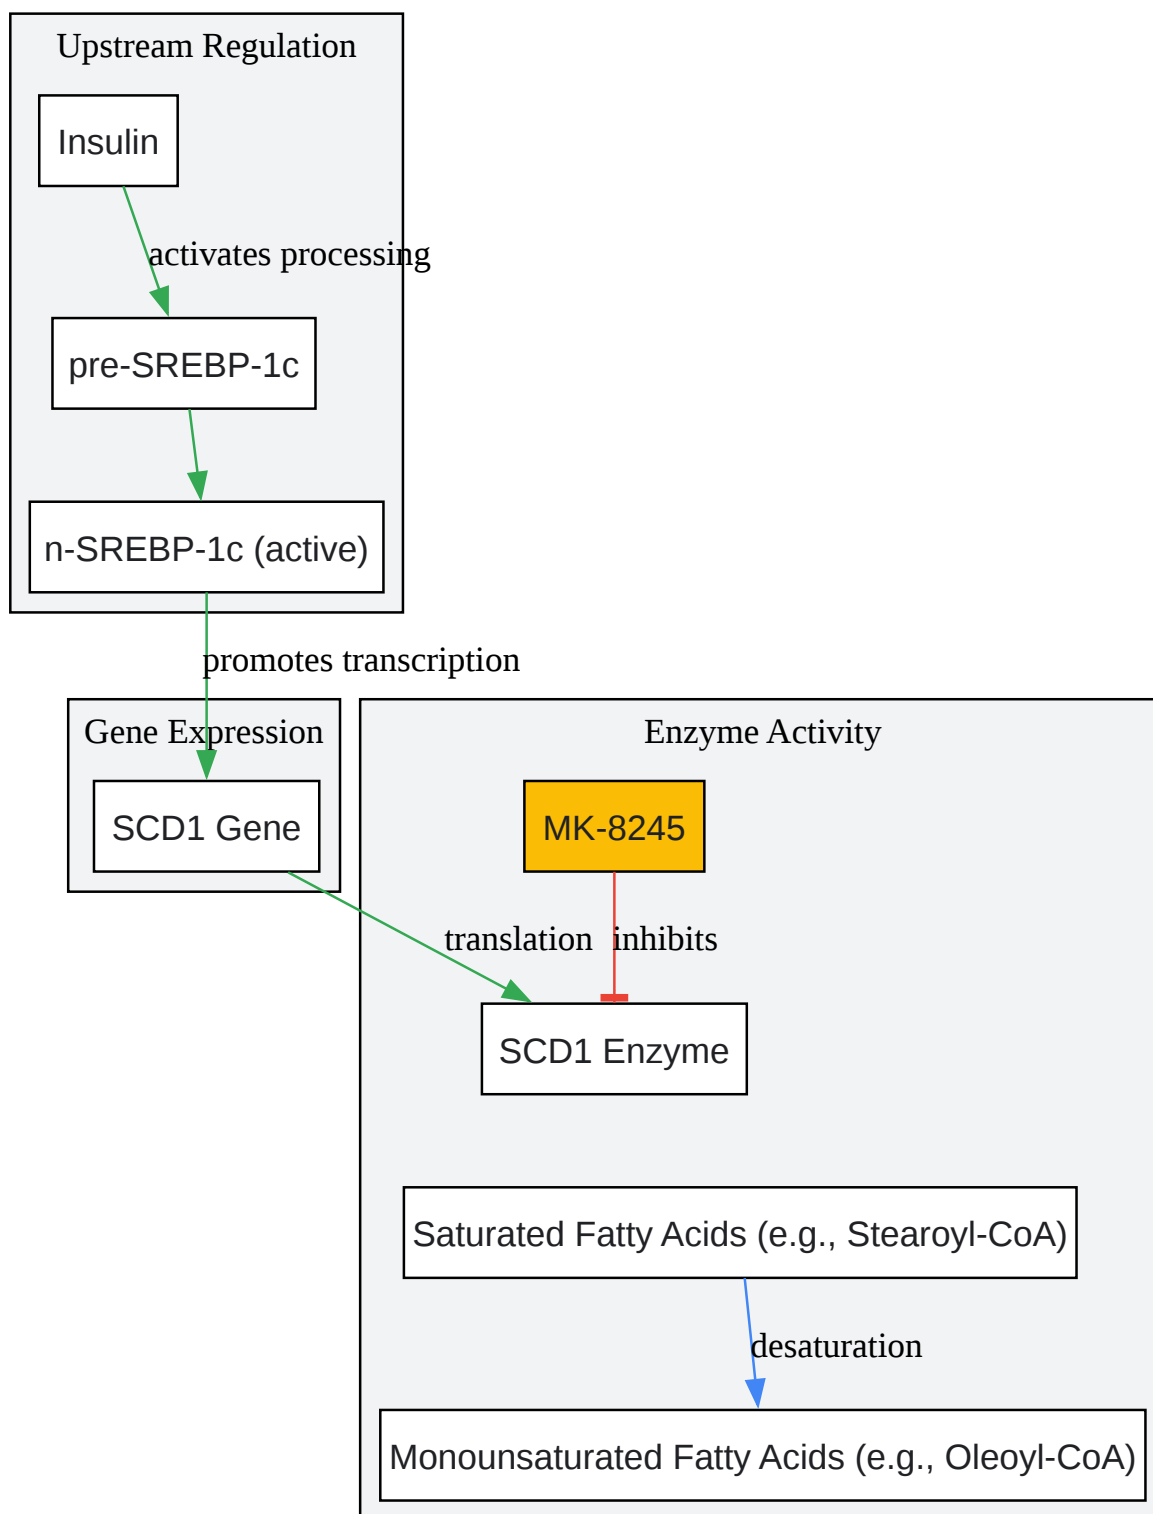 Upstream Regulation
Insulin
activates processing
pre-SREBP-1c
n-SREBP-1c (active)
promotes transcription
Gene Expression
SCD1 Gene
Enzyme Activity
MK-8245
translation
inhibits
SCD1 Enzyme
Saturated Fatty Acids (e.g., Stearoyl-CoA)
desaturation
Monounsaturated Fatty Acids (e.g., Oleoyl-CoA)